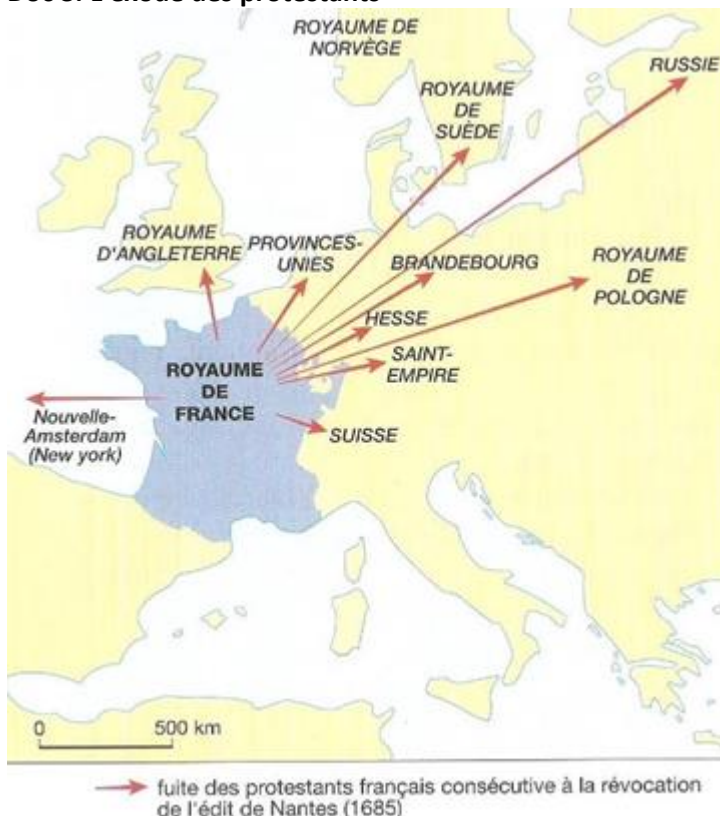 ROYAUME DE
NORVÈGE
RUSSIE
ROYAUME
DE
SUÈDE
ROYAUME
D'ANGLETERRE
PROVINCES-
UNIES
BRANDEBOURG
ROYAUME
DE
POLOGNE
HESSE
SAINT-
EMPIRE
ROYAUME
DE
FRANCE
Nouvelle-
Amsterdam
(New york)
SUISSE
0 500 km
fuite des protestants français consécutive à la révocation
de l'édit de Nantes (1685)